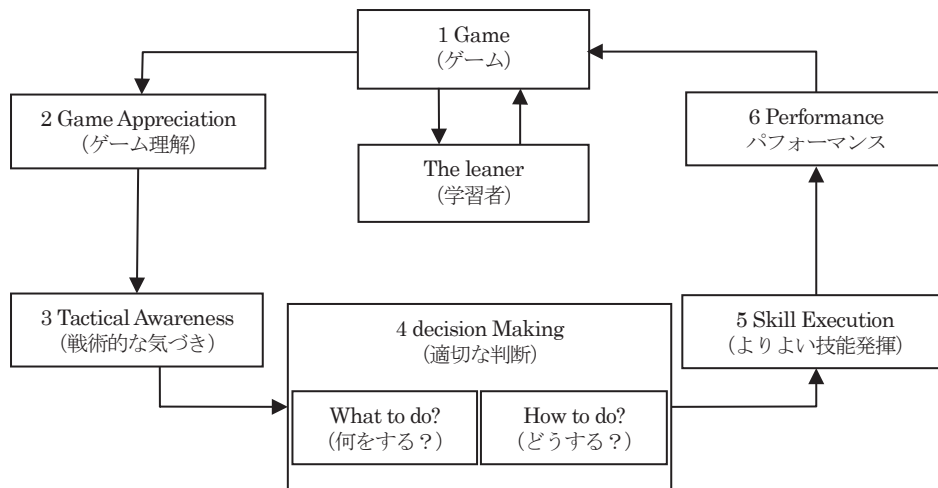 1 Game
（ゲーム）
2 Game Appreciation
（ゲーム理解）
The leaner
（学習者）
6 Performance
パフォーマンス
3 Tactical Awareness
（戦術的な気づき）
4 decision Making
（適切な判断）
What to do?
（何をする？）
How to do?
（どうする？）
5 Skill Execution
（よりよい技能発揮）